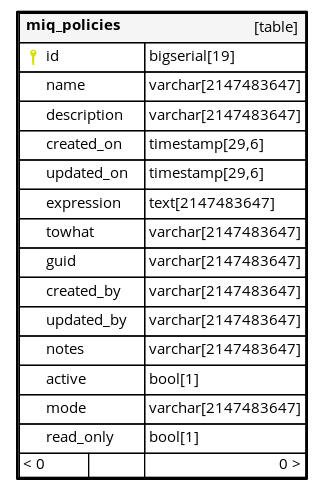 miq_policies [table]
id bigserial[19]
name varchar[2147483647]
description varchar[2147483647]
created_on timestamp[29,6]
updated_on timestamp[29,6]
expression text[2147483647]
towhat varchar[2147483647]
guid varchar[2147483647]
created_by varchar[2147483647]
updated_by varchar[2147483647]
notes varchar[2147483647]
active bool[1]
mode varchar[2147483647]
read_only bool[1]
< 0 0 >